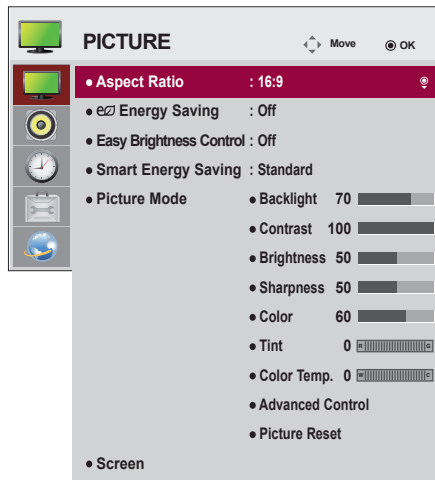 PICTURE Move OK
• Aspect Ratio : 16:9
• Energy Saving : Off
• Easy Brightness Control : Off
• Smart Energy Saving : Standard
• Picture Mode • Backlight 70
• Contrast 100
• Brightness 50
• Sharpness 50
• Color 60
• Tint 0 R G
• Color Temp. 0 W C
• Advanced Control
• Picture Reset
• Screen